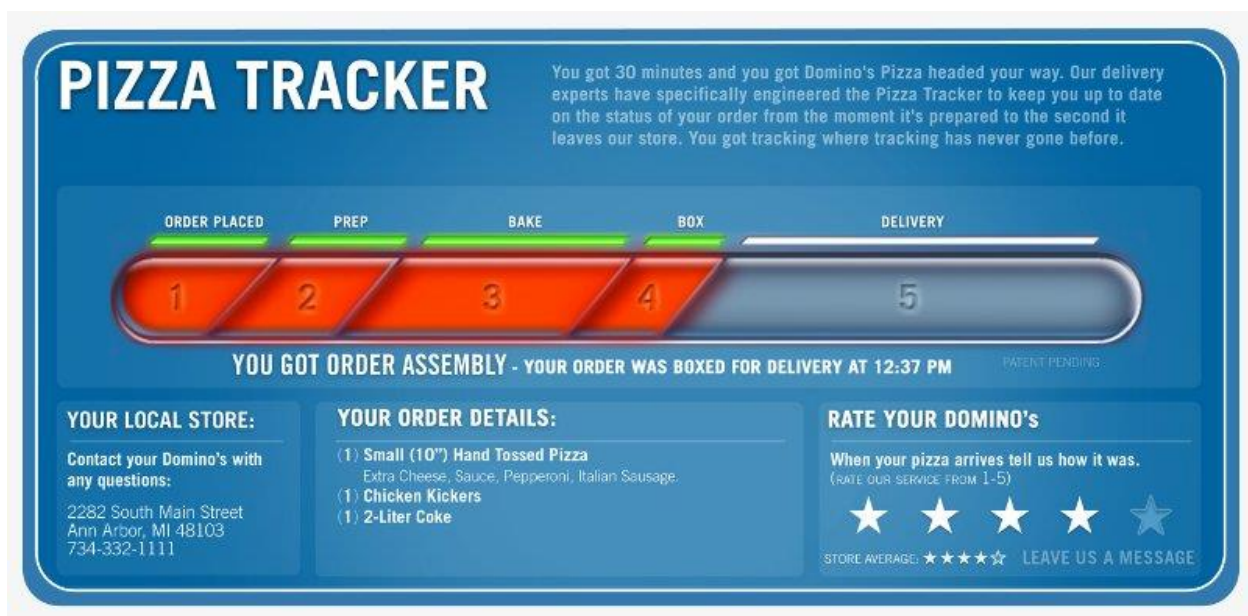 PIZZA TRACKER
You got 30 minutes and you got Domino's Pizza headed your way. Our delivery
experts have specifically engineered the Pizza Tracker to keep you up to date
on the status of your order from the moment it's prepared to the second it
leaves our store. You got tracking where tracking has never gone before.
ORDER PLACED PREP BAKE BOX DELIVERY
1 2 3 4 5
YOU GOT ORDER ASSEMBLY - YOUR ORDER WAS BOXED FOR DELIVERY AT 12:37 PM
PATENT PENDING
YOUR LOCAL STORE:
Contact your Domino's with
any questions:
2282 South Main Street
Ann Arbor, MI 48103
734-332-1111
YOUR ORDER DETAILS:
(1) Small (10") Hand Tossed Pizza
Extra Cheese, Sauce, Pepperoni, Italian Sausage.
(1) Chicken Kickers
(1) 2-Liter Coke
RATE YOUR DOMINO's
When your pizza arrives tell us how it was.
(RATE OUR SERVICE FROM 1-5)
STORE AVERAGE: ★★★★☆ LEAVE US A MESSAGE